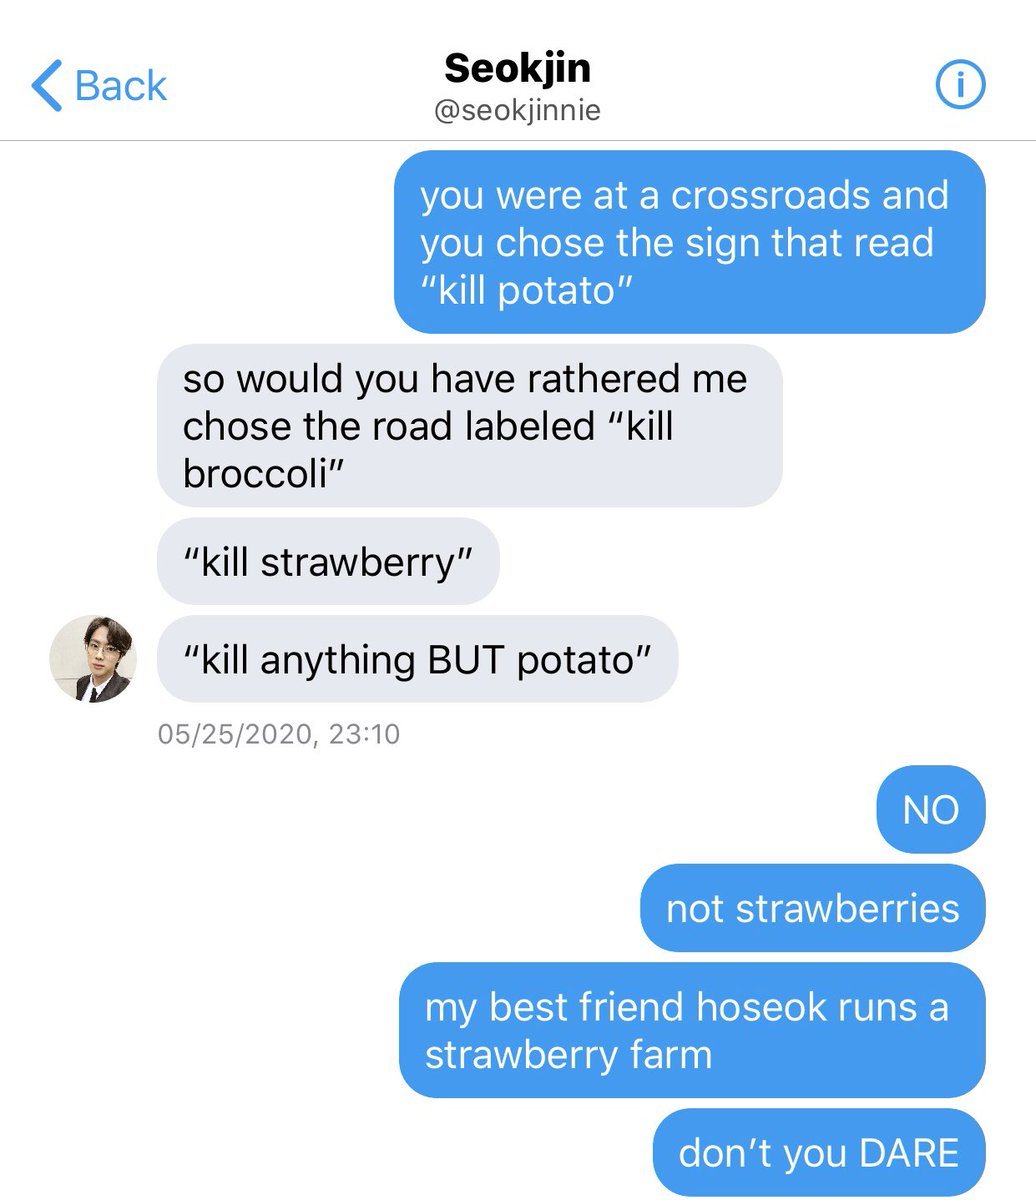 Back
Seokjin
@seokjinnie
i
you were at a crossroads and
you chose the sign that read
“kill potato”
so would you have rathered me
chose the road labeled “kill
broccoli”
“kill strawberry”
“kill anything BUT potato”
05/25/2020, 23:10
NO
not strawberries
my best friend hoseok runs a
strawberry farm
don’t you DARE